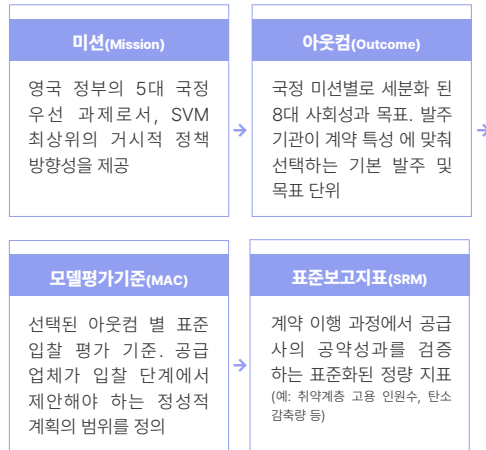 미션(Mission)
영국 정부의 5대 국정
우선 과제로서, SVM
최상위의 거시적 정책
방향성을 제공
아웃컴(Outcome)
국정 미션별로 세분화 된
8대 사회성과 목표. 발주
기관이 계약 특성 에 맞춰
선택하는 기본 발주 및
목표 단위
모델평가기준(MAC)
선택된 아웃컴 별 표준
입찰 평가 기준. 공급
업체가 입찰 단계에서
제안해야 하는 정성적
계획의 범위를 정의
표준보고지표(SRM)
계약 이행 과정에서 공급
사의 공약성과를 검증
하는 표준화된 정량 지표
(예: 취약계층 고용 인원수, 탄소
감축량 등)